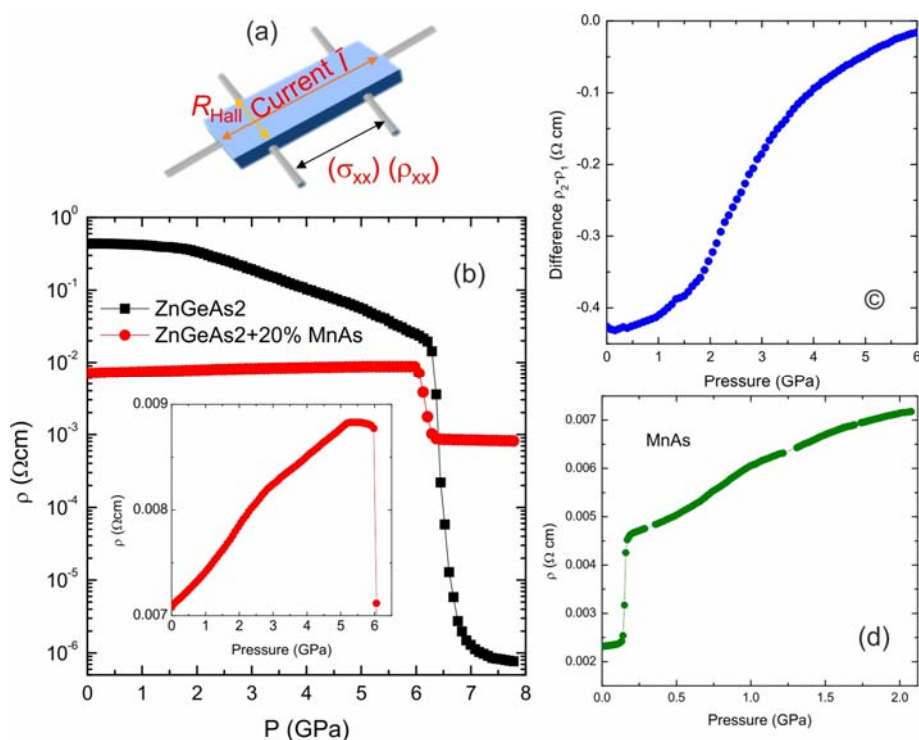 (a)
R_Hall
Current I
(σxx) (ρxx)
10^0
10^-1
10^-2
10^-3
10^-4
10^-5
10^-6
ρ (Ωcm)
(b)
ZnGeAs2
ZnGeAs2+20% MnAs
0.009
0.008
0.007
ρ (Ωcm)
0 1 2 3 4 5 6
Pressure (GPa)
0 1 2 3 4 5 6 7 8
P (GPa)
0.0
-0.1
-0.2
-0.3
-0.4
Difference ρ2-ρ1 (Ω cm)
©
0 1 2 3 4 5 6
Pressure (GPa)
0.007
0.006
0.005
0.004
0.003
0.002
ρ (Ω cm)
MnAs
(d)
0.0 0.5 1.0 1.5 2.0
Pressure (GPa)